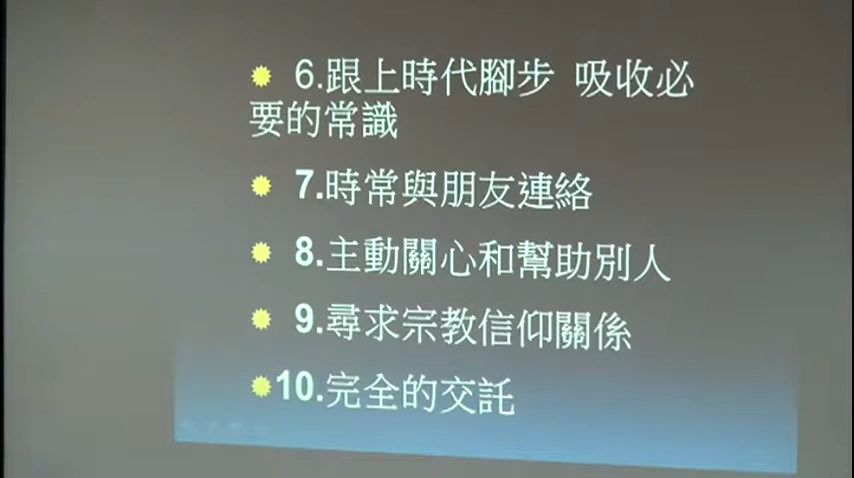 6.跟上時代腳步 吸收必
要的常識
7.時常與朋友連絡
8.主動關心和幫助別人
9.尋求宗教信仰關係
10.完全的交託